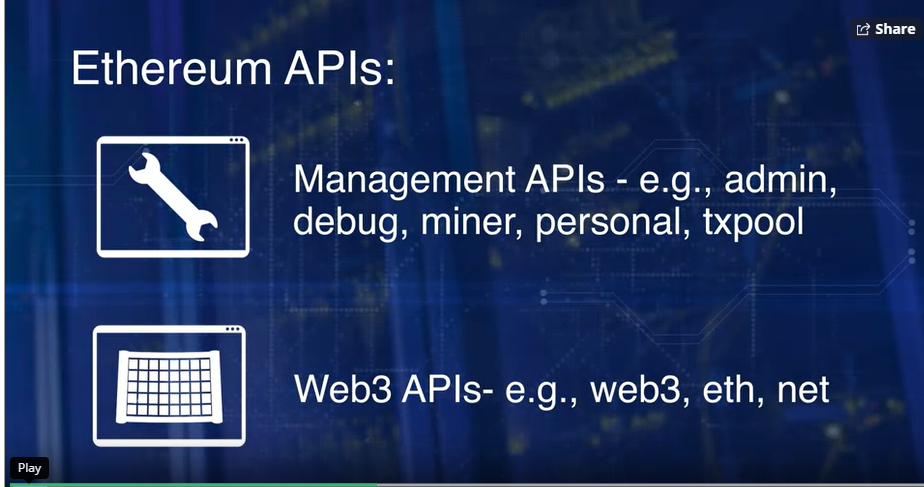 Share
Ethereum APIs:
Management APIs - e.g., admin,
debug, miner, personal, txpool
Web3 APIs- e.g., web3, eth, net
Play